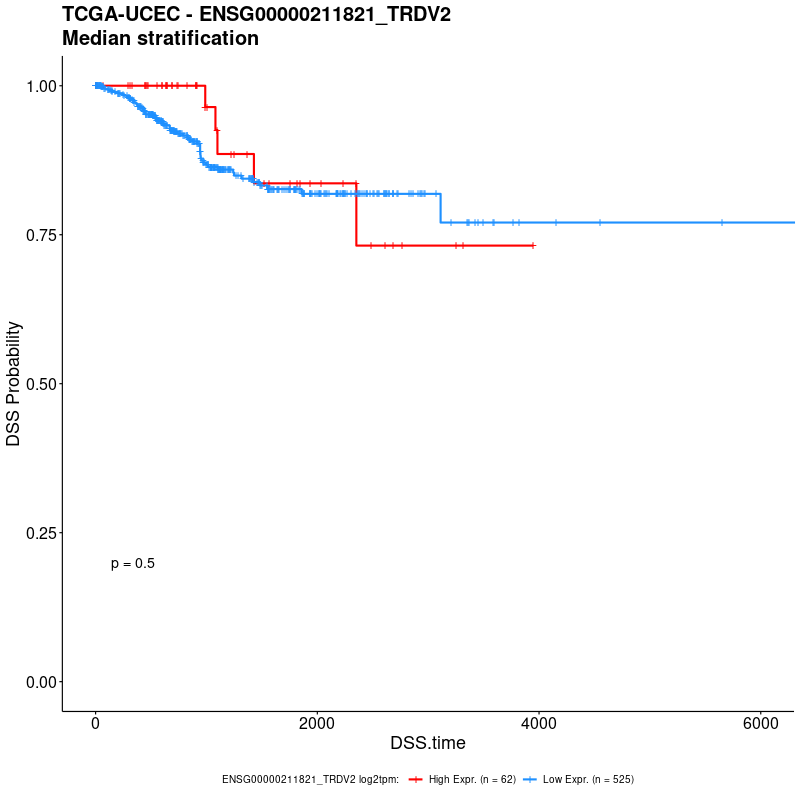 TCGA-UCEC - ENSG00000211821_TRDV2
Median stratification
1.00
0.75
0.50
0.25
0.00
DSS Probability
p = 0.5
0
2000
4000
6000
DSS.time
ENSG00000211821_TRDV2 log2tpm: High Expr. (n = 62) Low Expr. (n = 525)